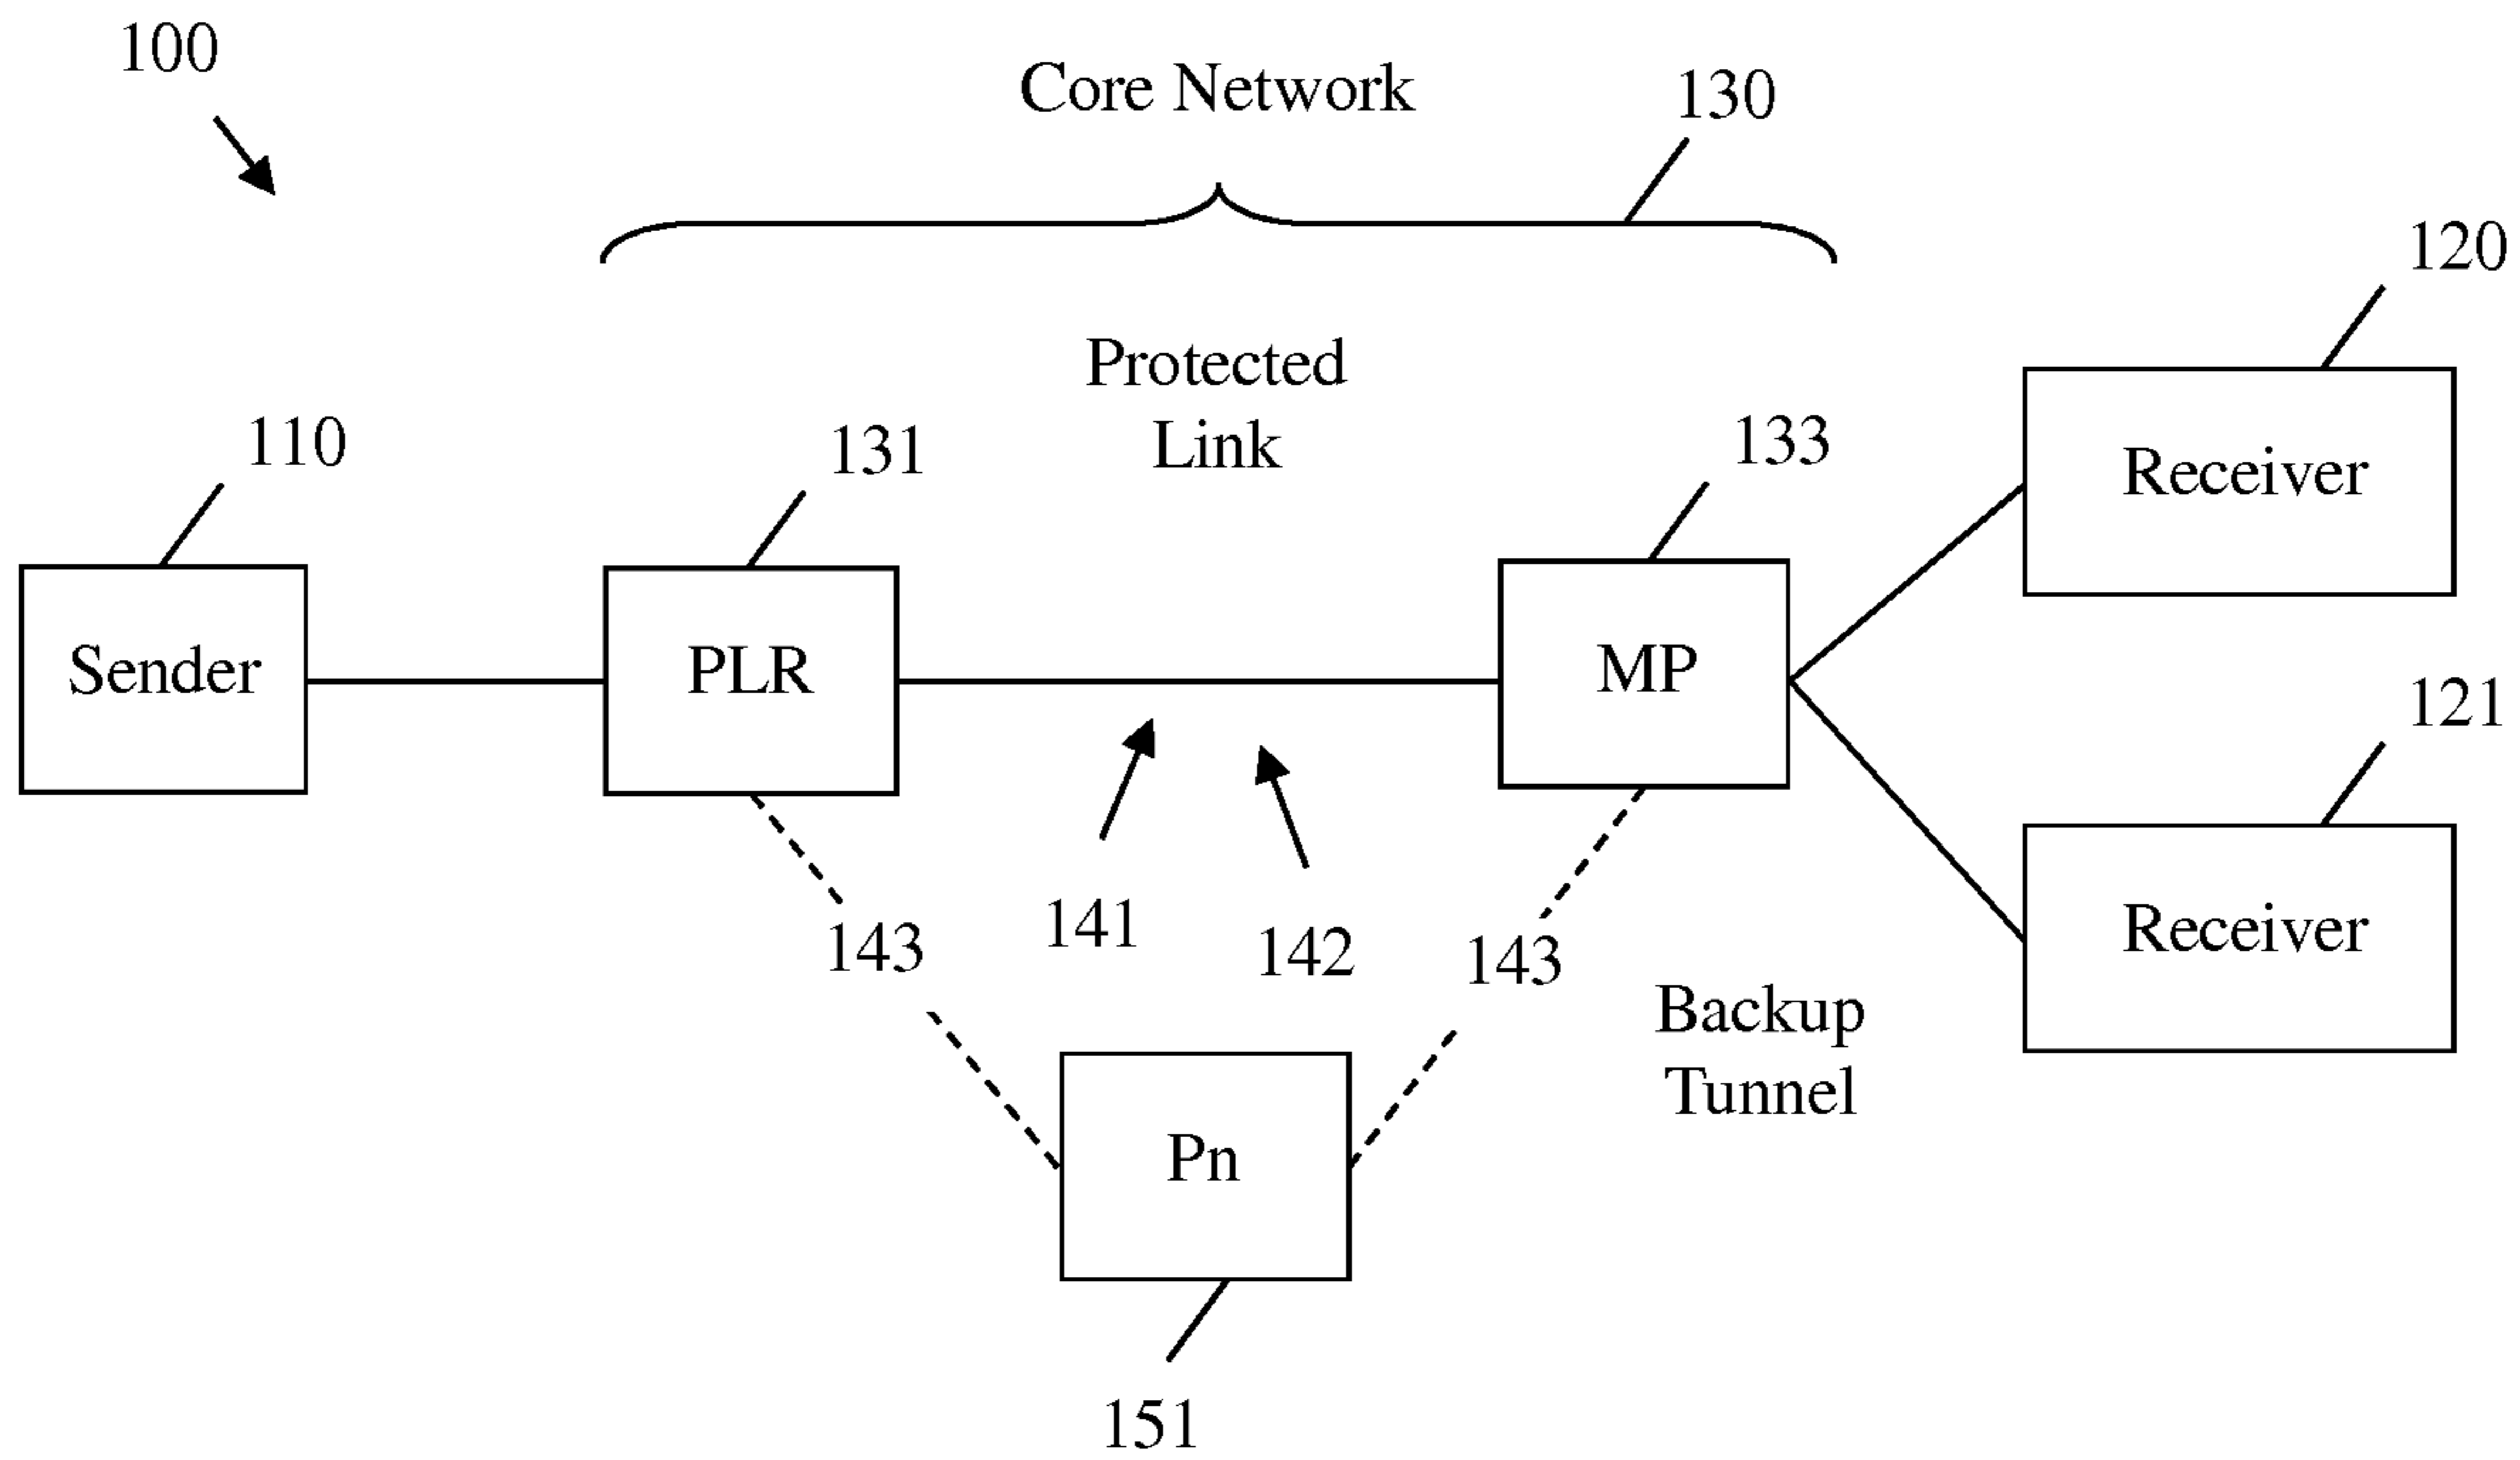 100
Core Network
130
120
Protected
Link
110
131
133
Receiver
Sender
PLR
MP
121
143
141
142
143
Receiver
Backup
Tunnel
Pn
151